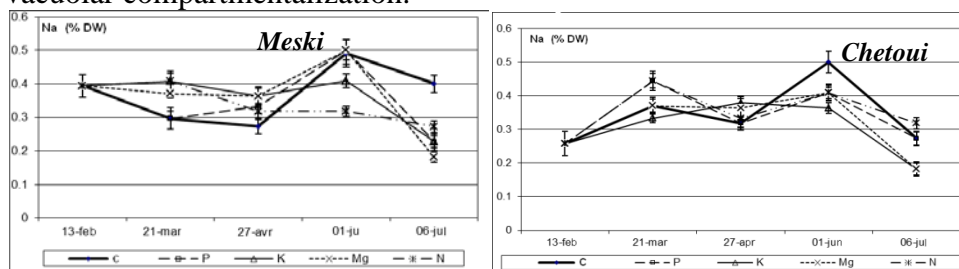 vacuolar compartmentalization.
Na (% DW)
Meski
0.6
0.5
0.4
0.3
0.2
0.1
0
13-feb 21-mar 27-avr 01-ju 06-jul
c P K Mg N
Na (% DW)
Chetoui
0.6
0.5
0.4
0.3
0.2
0.1
0
13-feb 21-mar 27-apr 01-jun 06-jul
C P K Mg N